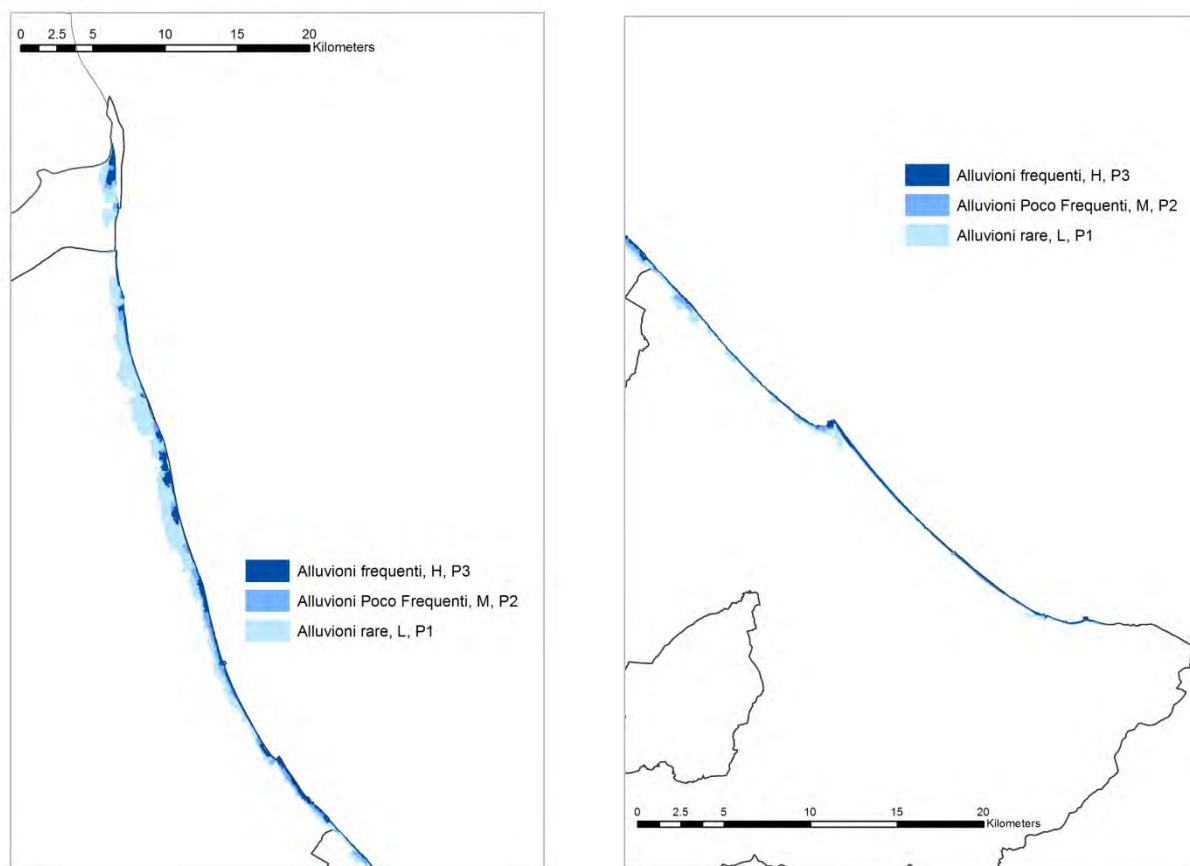 0 2.5 5 10 15 20
Kilometers
Alluvioni frequenti, H, P3
Alluvioni Poco Frequenti, M, P2
Alluvioni rare, L, P1
Alluvioni frequenti, H, P3
Alluvioni Poco Frequenti, M, P2
Alluvioni rare, L, P1
0 2.5 5 10 15 20
Kilometers